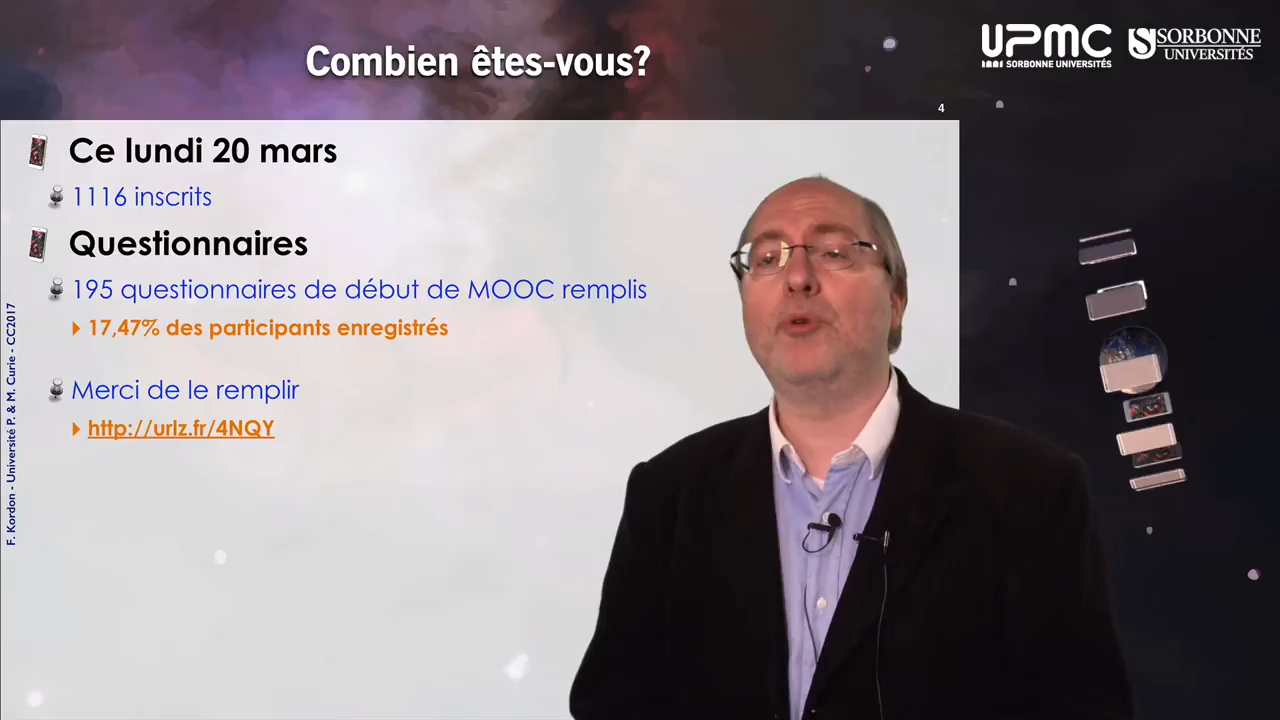 Combien êtes-vous?
UPMC
SORBONNE UNIVERSITÉS
SORBONNE
UNIVERSITÉS
4
Ce lundi 20 mars
1116 inscrits
Questionnaires
195 questionnaires de début de MOOC remplis
17,47% des participants enregistrés
Merci de le remplir
http://urlz.fr/4NQY
F. Kordon - Université P. & M. Curie - CC2017